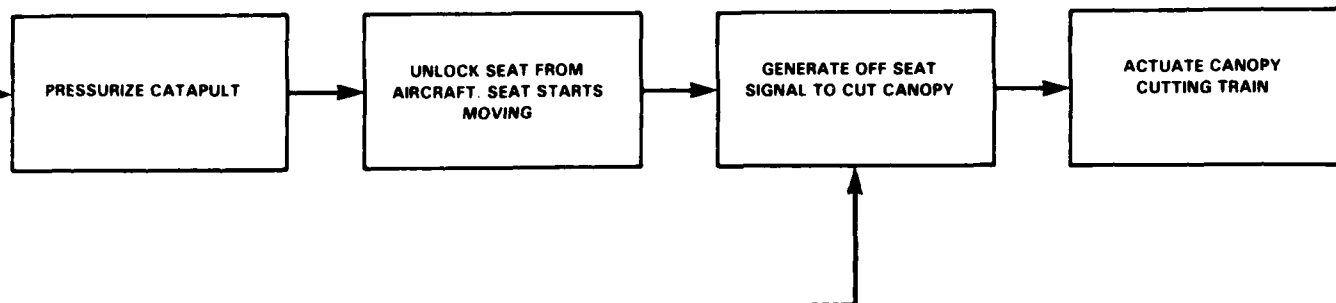 PRESSURIZE CATAPULT
UNLOCK SEAT FROM
AIRCRAFT. SEAT STARTS
MOVING
GENERATE OFF SEAT
SIGNAL TO CUT CANOPY
ACTUATE CANOPY
CUTTING TRAIN